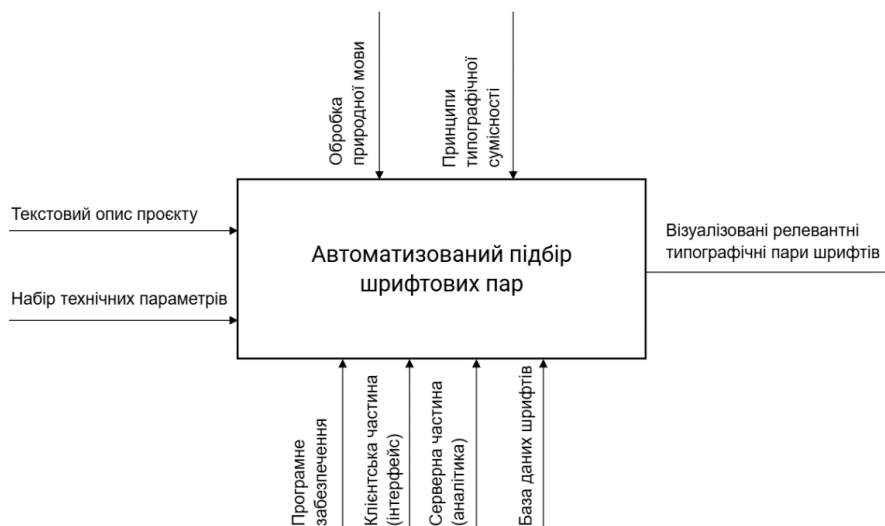 Обробка
природної мови
Принципи
типографічної
сумісності
Текстовий опис проєкту
Набір технічних параметрів
Автоматизований підбір
шрифтових пар
Візуалізовані релевантні
типографічні пари шрифтів
Програмне
забезпечення
Клієнтська частина
(інтерфейс)
Серверна частина
(аналітика)
База даних шрифтів